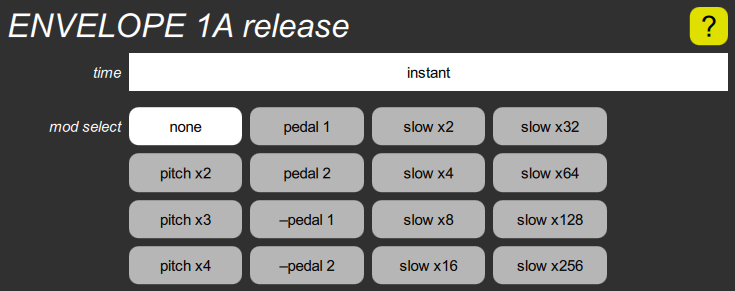 ENVELOPE 1A release ?
time instant
mod select none pedal 1 slow x2 slow x32
pitch x2 pedal 2 slow x4 slow x64
pitch x3 –pedal 1 slow x8 slow x128
pitch x4 –pedal 2 slow x16 slow x256